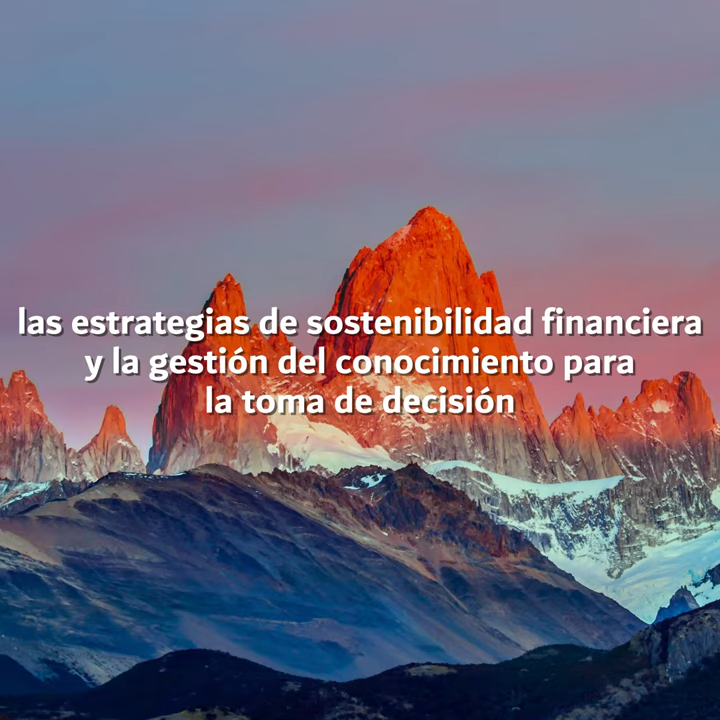 las estrategias de sostenibilidad financiera
y la gestión del conocimiento para
la toma de decisión